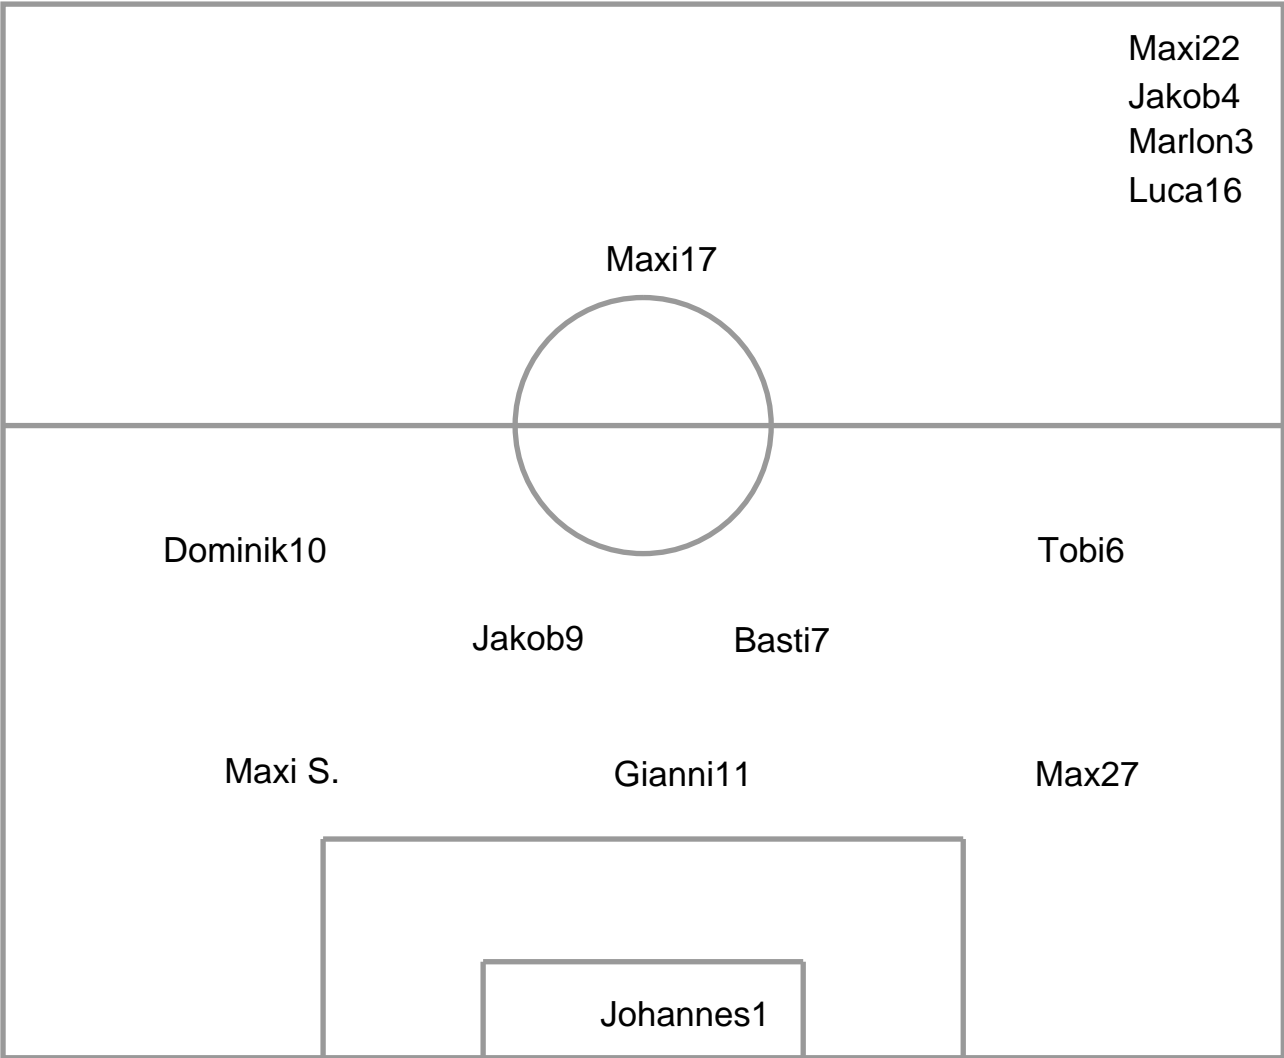 Maxi22
Jakob4
Marlon3
Luca16
Maxi17
Dominik10 Tobi6
Jakob9 Basti7
Maxi S. Gianni11 Max27
Johannes1